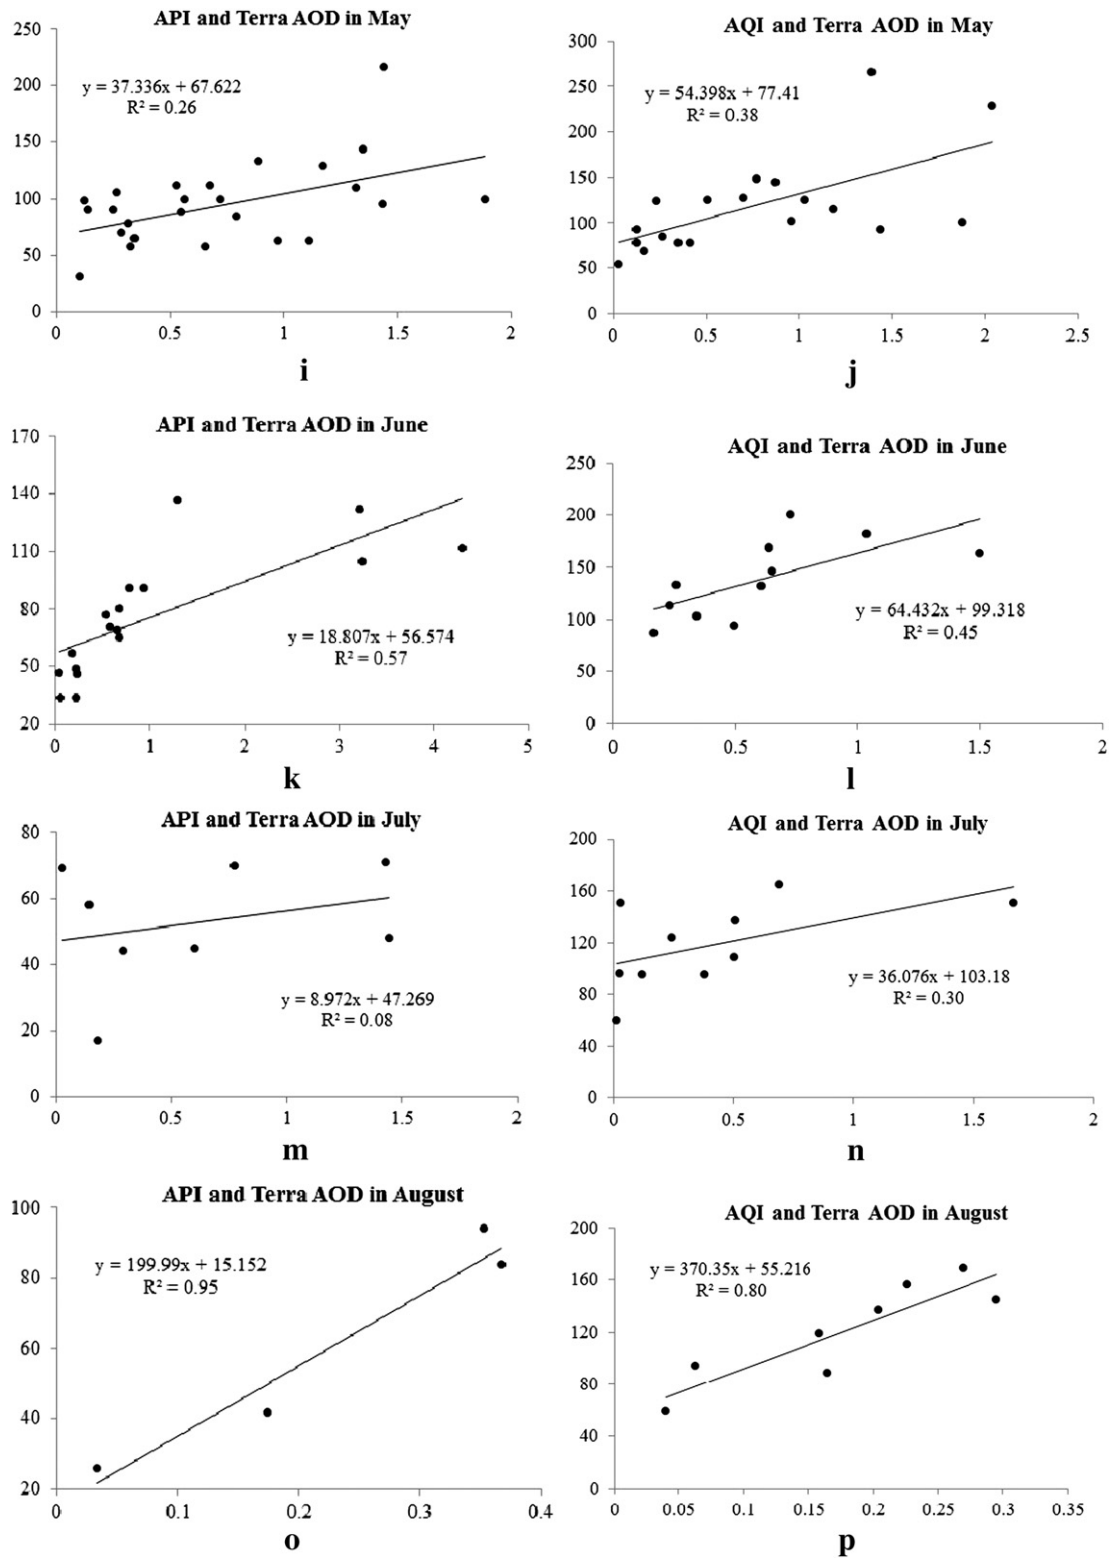 API and Terra AOD in May
250
200
150
100
50
0
y = 37.336x + 67.622
R² = 0.26
0 0.5 1 1.5 2
i
AQI and Terra AOD in May
300
250
200
150
100
50
0
y = 54.398x + 77.41
R² = 0.38
0 0.5 1 1.5 2 2.5
j
API and Terra AOD in June
170
140
110
80
50
20
y = 18.807x + 56.574
R² = 0.57
0 1 2 3 4 5
k
AQI and Terra AOD in June
250
200
150
100
50
0
y = 64.432x + 99.318
R² = 0.45
0 0.5 1 1.5 2
l
API and Terra AOD in July
80
60
40
20
0
y = 8.972x + 47.269
R² = 0.08
0 0.5 1 1.5 2
m
AQI and Terra AOD in July
200
160
120
80
40
0
y = 36.076x + 103.18
R² = 0.30
0 0.5 1 1.5 2
n
API and Terra AOD in August
100
80
60
40
20
y = 199.99x + 15.152
R² = 0.95
0 0.1 0.2 0.3 0.4
o
AQI and Terra AOD in August
200
160
120
80
40
0
y = 370.35x + 55.216
R² = 0.80
0 0.05 0.1 0.15 0.2 0.25 0.3 0.35
p